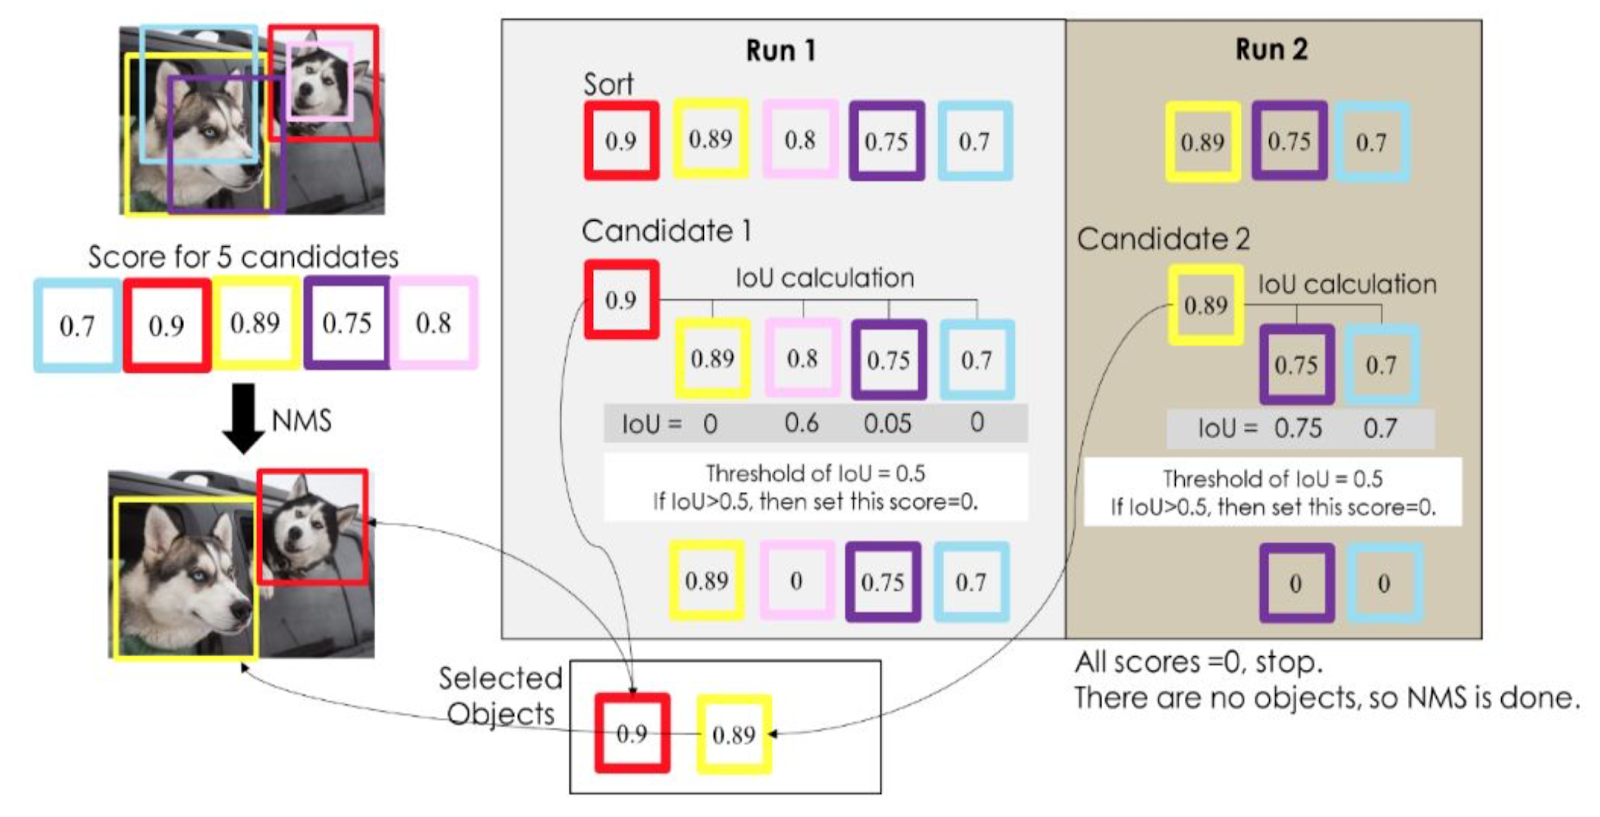 Score for 5 candidates
0.7 0.9 0.89 0.75 0.8
NMS
Run 1
Sort
0.9 0.89 0.8 0.75 0.7
Candidate 1
IoU calculation
0.9
0.89 0.8 0.75 0.7
IoU = 0 0.6 0.05 0
Threshold of IoU = 0.5
If IoU>0.5, then set this score=0.
0.89 0 0.75 0.7
Run 2
0.89 0.75 0.7
Candidate 2
IoU calculation
0.89
0.75 0.7
IoU = 0.75 0.7
Threshold of IoU = 0.5
If IoU>0.5, then set this score=0.
0 0
All scores =0, stop.
There are no objects, so NMS is done.
Selected
Objects
0.9 0.89